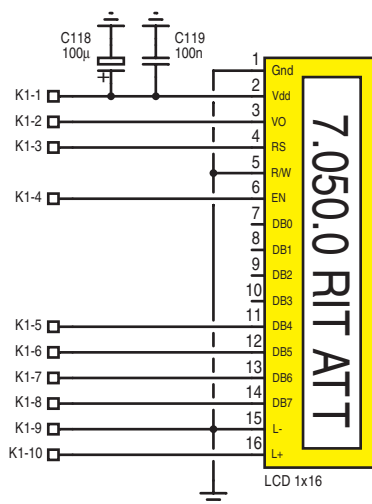 C118
100µ
+
C119
100n
K1-1
K1-2
K1-3
K1-4
K1-5
K1-6
K1-7
K1-8
K1-9
K1-10
1 Gnd
2 Vdd
3 VO
4 RS
5 R/W
6 EN
7 DB0
8 DB1
9 DB2
10 DB3
11 DB4
12 DB5
13 DB6
14 DB7
15 L-
16 L+
7.050.0 RIT ATT
LCD 1x16